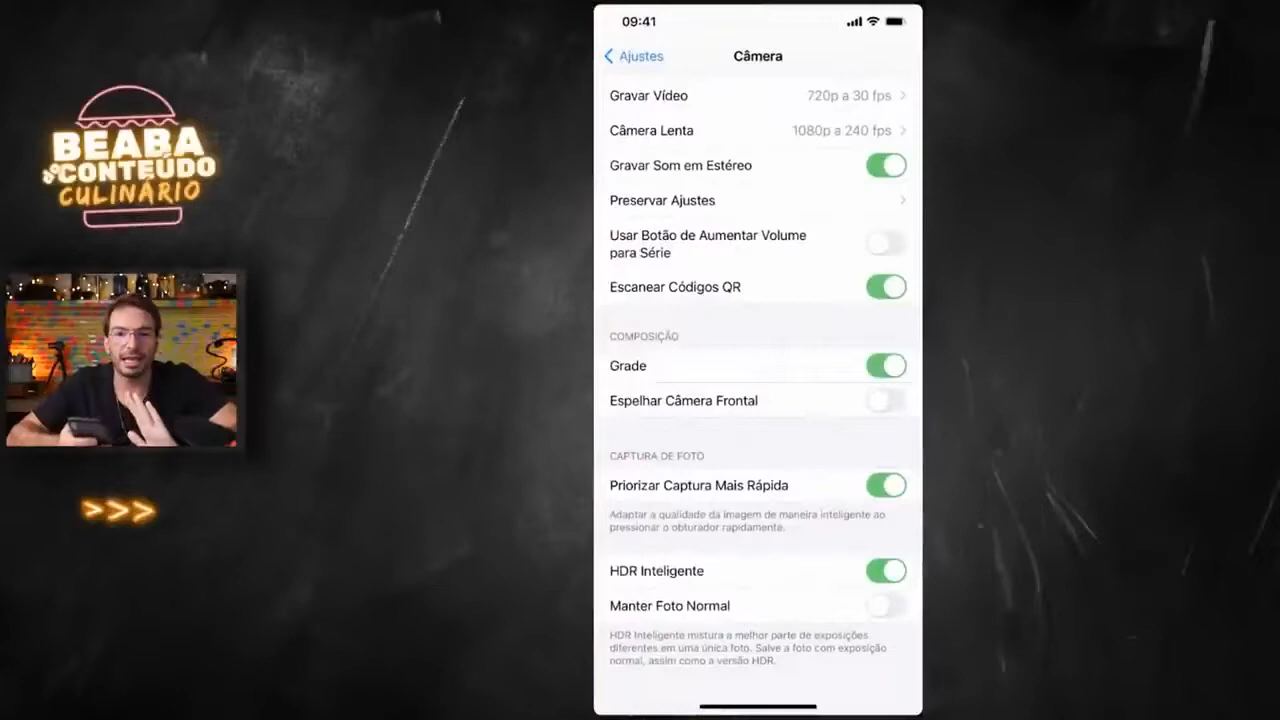 BEABA
DO CONTEÚDO
CULINÁRIO
>>>
09:41
Ajustes
Câmera
Gravar Vídeo 720p a 30 fps
Câmera Lenta 1080p a 240 fps
Gravar Som em Estéreo
Preservar Ajustes
Usar Botão de Aumentar Volume
para Série
Escanear Códigos QR
COMPOSIÇÃO
Grade
Espelhar Câmera Frontal
CAPTURA DE FOTO
Priorizar Captura Mais Rápida
Adaptar a qualidade da imagem de maneira inteligente ao
pressionar o obturador rapidamente.
HDR Inteligente
Manter Foto Normal
HDR Inteligente mistura a melhor parte de exposições
diferentes em uma única foto. Salve a foto com exposição
normal, assim como a versão HDR.